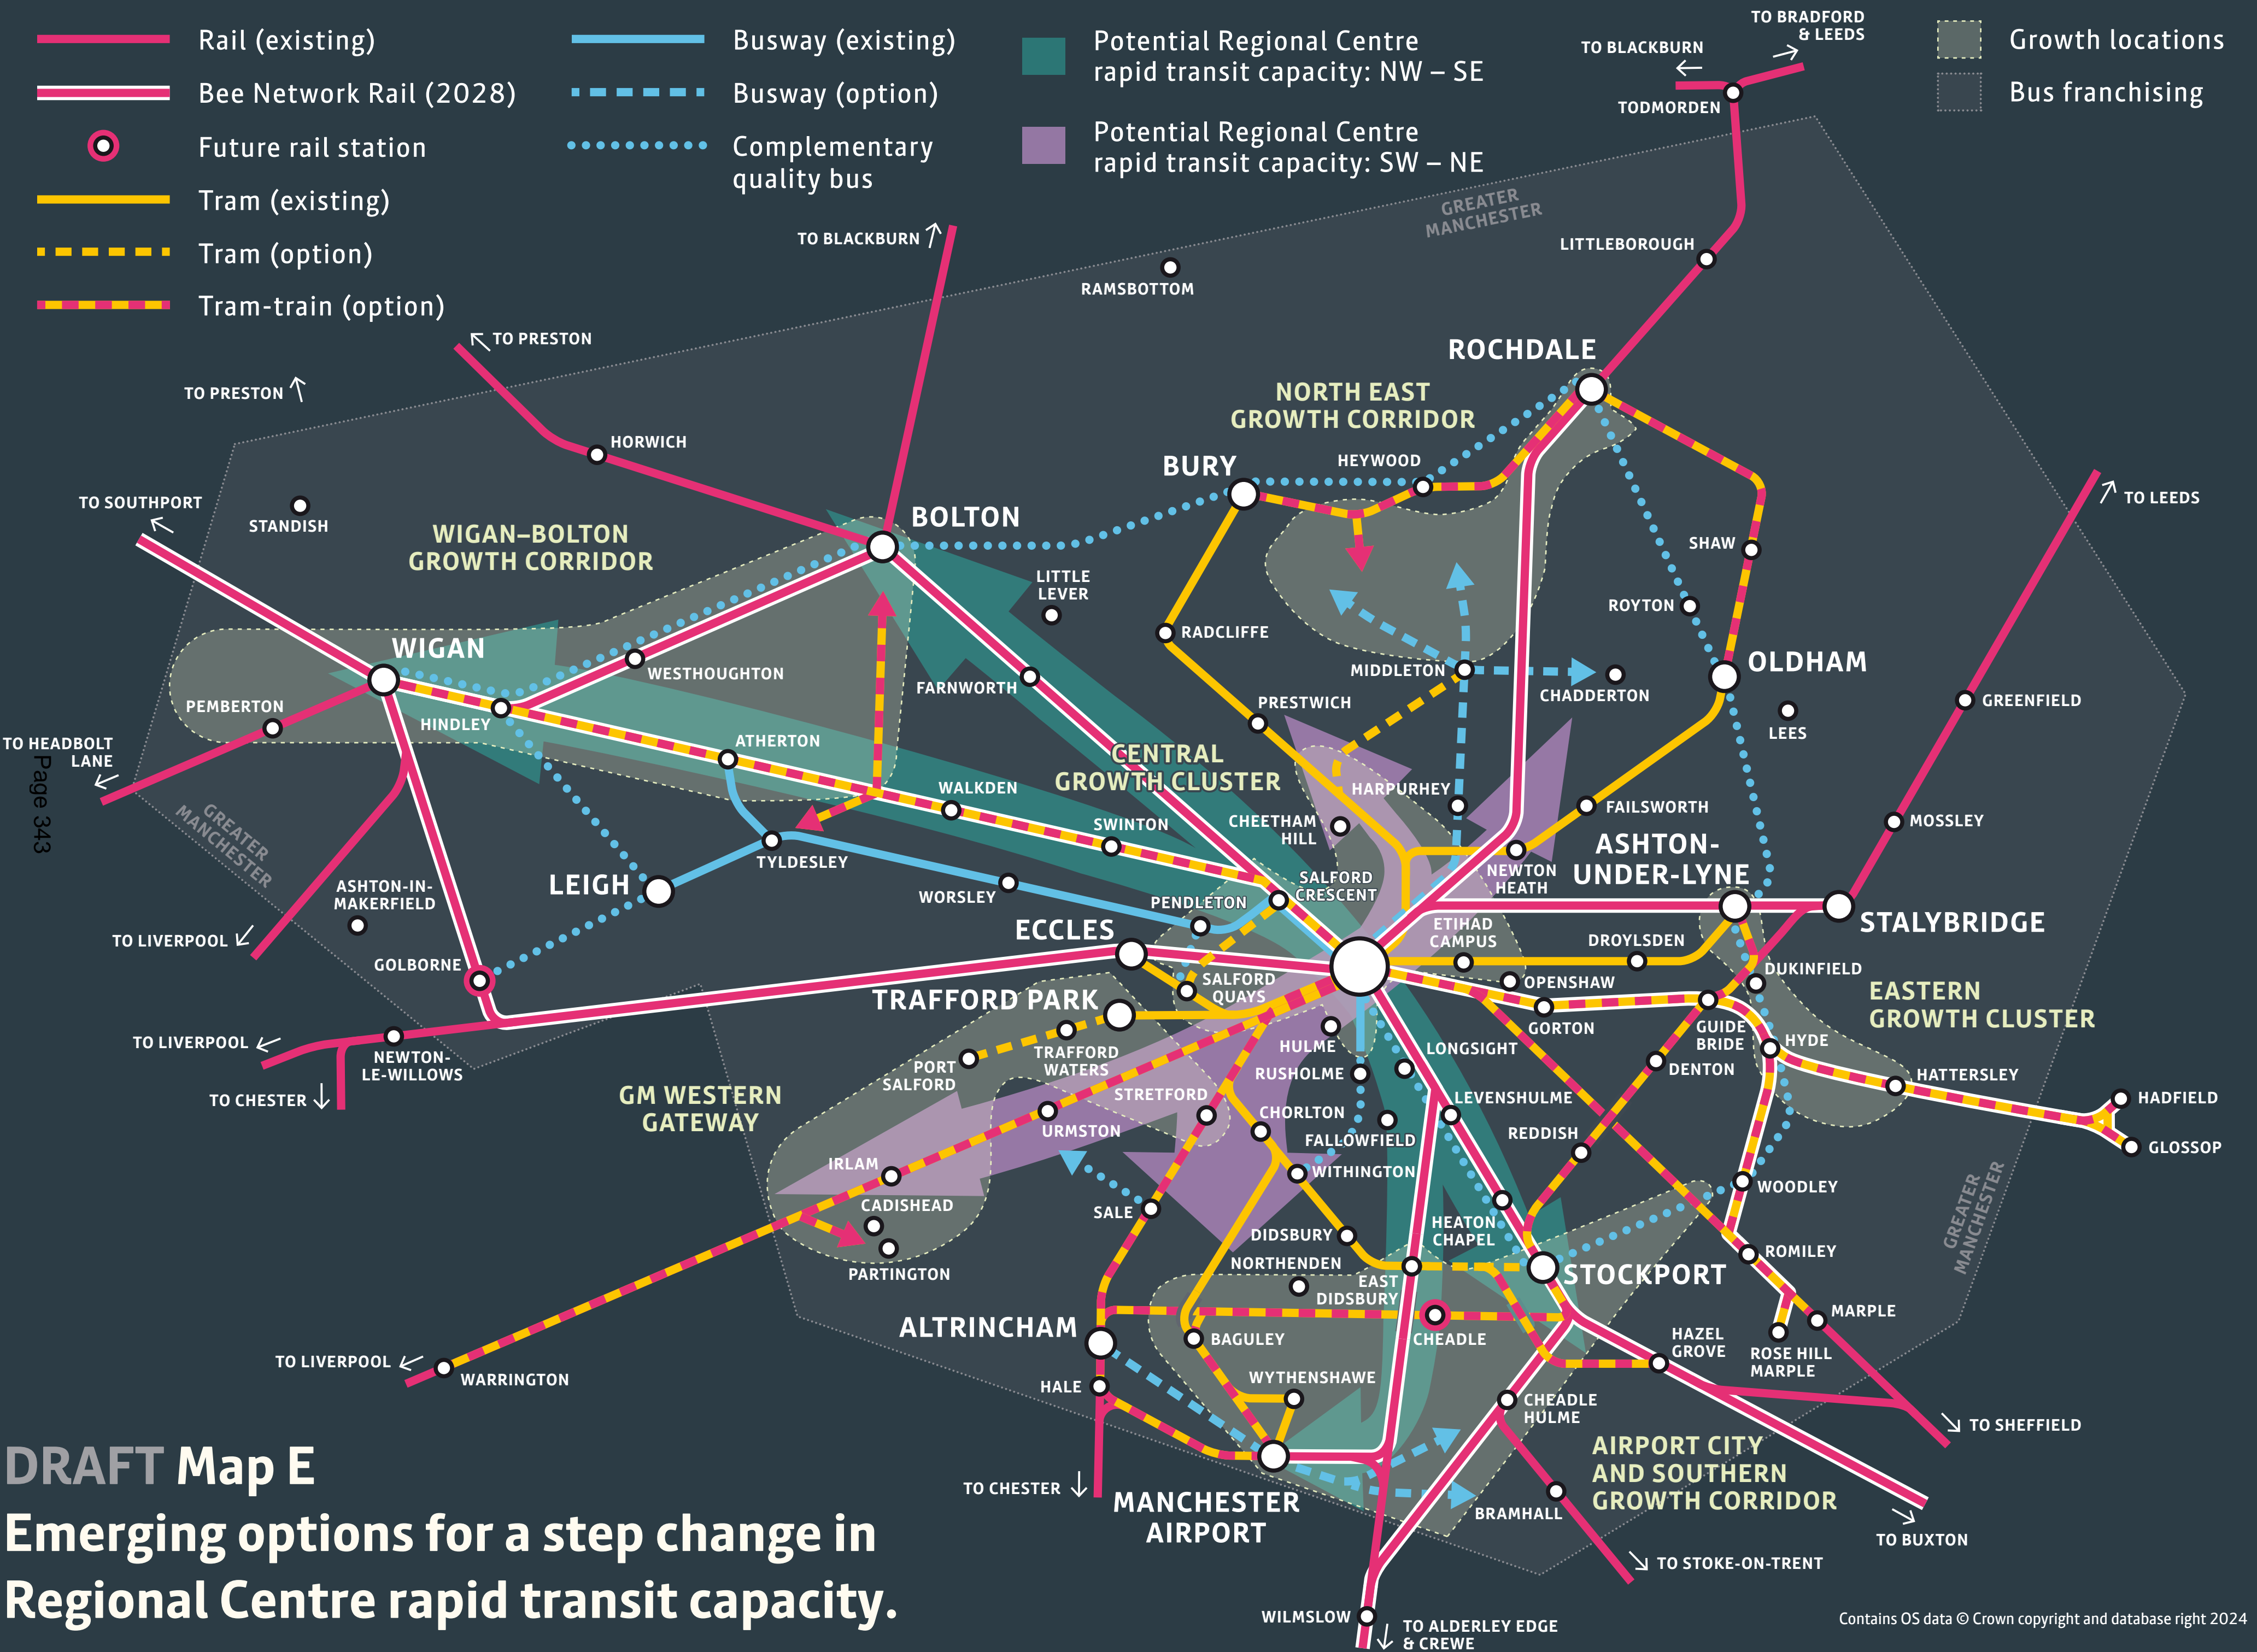 Rail (existing)
Bee Network Rail (2028)
Future rail station
Tram (existing)
Tram (option)
Tram-train (option)
Busway (existing)
Busway (option)
Complementary
quality bus
Potential Regional Centre
rapid transit capacity: NW – SE
Potential Regional Centre
rapid transit capacity: SW – NE
Growth locations
Bus franchising
TO BRADFORD
& LEEDS
TO BLACKBURN
TODMORDEN
GREATER
MANCHESTER
TO BLACKBURN
LITTLEBOROUGH
RAMSBOTTOM
TO PRESTON
TO PRESTON
ROCHDALE
NORTH EAST
GROWTH CORRIDOR
HORWICH
BURY
HEYWOOD
TO SOUTHPORT
STANDISH
WIGAN–BOLTON
GROWTH CORRIDOR
BOLTON
TO LEEDS
SHAW
LITTLE
LEVER
ROYTON
RADCLIFFE
WIGAN
WESTHOUGHTON
FARNWORTH
MIDDLETON
CHADDERTON
OLDHAM
LEES
GREENFIELD
PEMBERTON
HINDLEY
PRESTWICH
TO HEADBOLT
LANE
ATHERTON
CENTRAL
GROWTH CLUSTER
Page 343
WALKDEN
HARPURHEY
FAILSWORTH
GREATER
MANCHESTER
SWINTON
CHEETHAM
HILL
MOSSLEY
TYLDESLEY
NEWTON
HEATH
ASHTON-
UNDER-LYNE
ASHTON-IN-
MAKERFIELD
LEIGH
WORSLEY
PENDLETON
SALFORD
CRESCENT
STALYBRIDGE
TO LIVERPOOL
ECCLES
ETIHAD
CAMPUS
DROYLSDEN
GOLBORNE
DUKINFIELD
SALFORD
QUAYS
OPENSHAW
TRAFFORD PARK
GORTON
EASTERN
GROWTH CLUSTER
TO LIVERPOOL
NEWTON-
LE-WILLOWS
TRAFFORD
WATERS
HULME
GUIDE
BRIDGE
HYDE
PORT
SALFORD
RUSHOLME
LONGSIGHT
DENTON
HATTERSLEY
TO CHESTER
GM WESTERN
GATEWAY
STRETFORD
LEVENSHULME
HADFIELD
URMSTON
CHORLTON
FALLOWFIELD
REDDISH
GLOSSOP
IRLAM
WITHINGTON
WOODLEY
CADISHEAD
SALE
DIDSBURY
HEATON
CHAPEL
GREATER
MANCHESTER
PARTINGTON
NORTHENDEN
EAST
DIDSBURY
STOCKPORT
ROMILEY
ALTRINCHAM
BAGULEY
CHEADLE
MARPLE
HAZEL
GROVE
ROSE HILL
MARPLE
TO LIVERPOOL
WARRINGTON
HALE
WYTHENSHAWE
CHEADLE
HULME
TO SHEFFIELD
AIRPORT CITY
AND SOUTHERN
GROWTH CORRIDOR
TO CHESTER
MANCHESTER
AIRPORT
BRAMHALL
TO BUXTON
TO STOKE-ON-TRENT
WILMSLOW
TO ALDERLEY EDGE
& CREWE
DRAFT Map E
Emerging options for a step change in
Regional Centre rapid transit capacity.
Contains OS data © Crown copyright and database right 2024